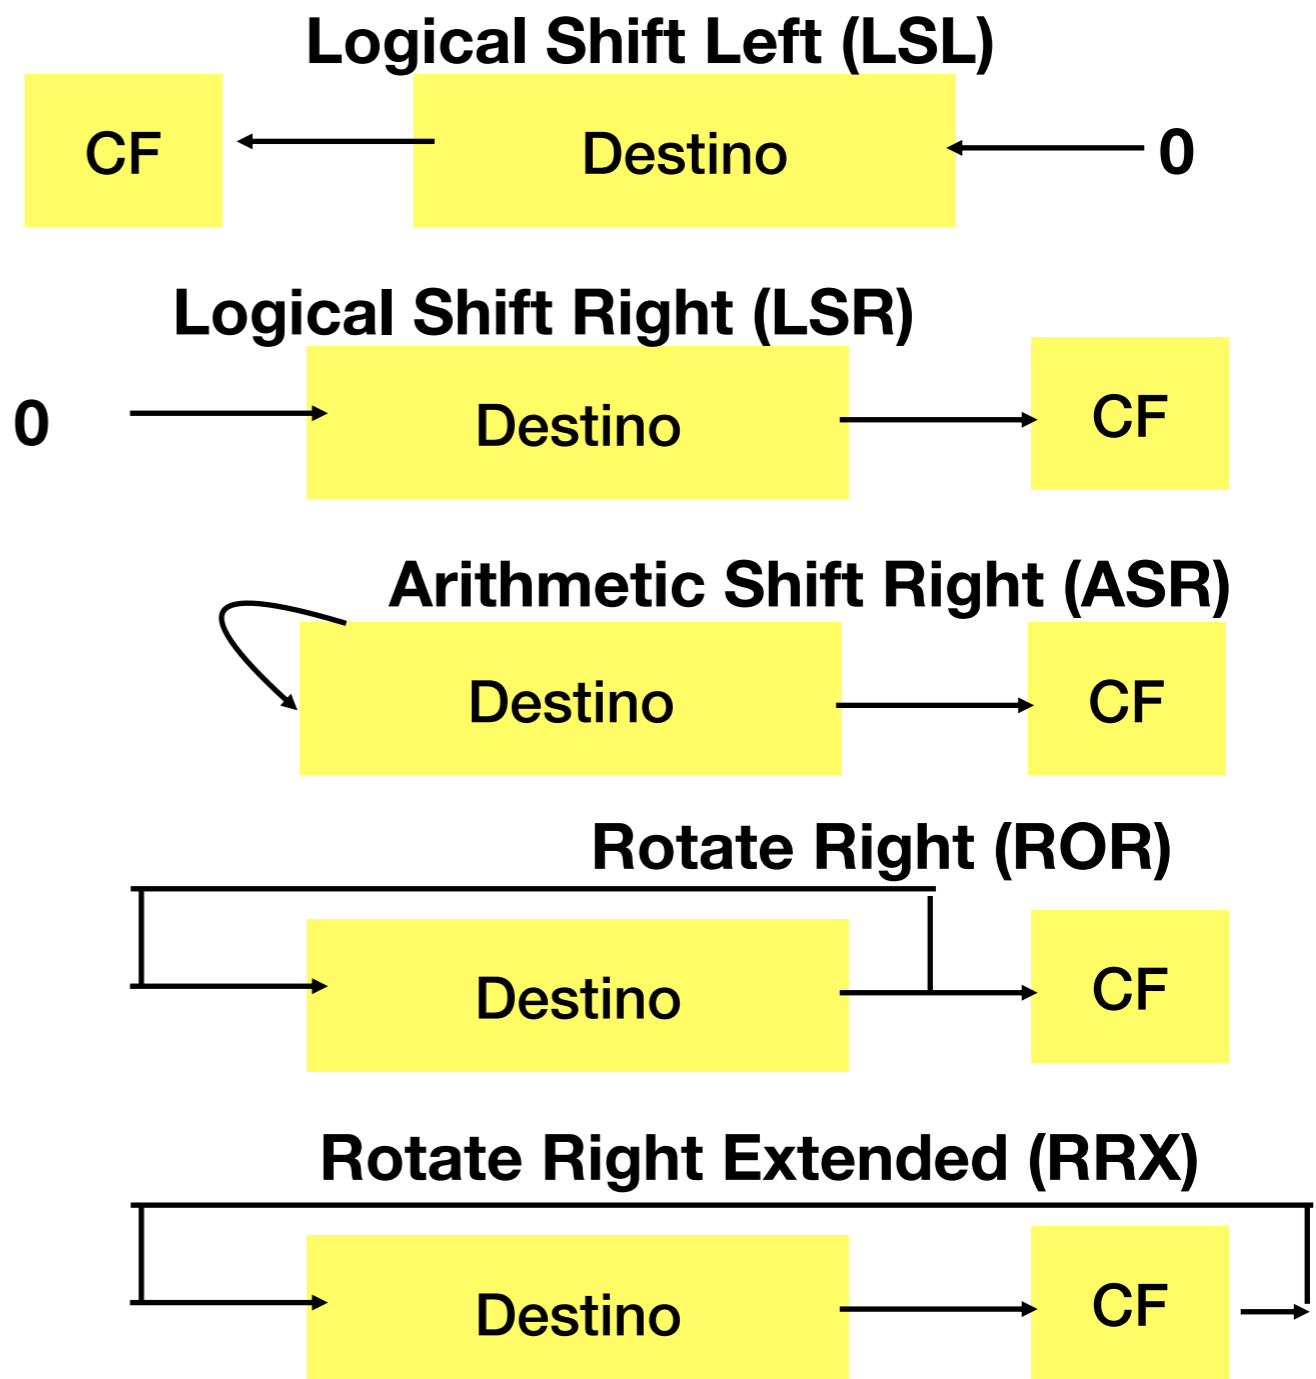 Logical Shift Left (LSL)
CF Destino 0
Logical Shift Right (LSR)
0 Destino CF
Arithmetic Shift Right (ASR)
Destino CF
Rotate Right (ROR)
Destino CF
Rotate Right Extended (RRX)
Destino CF